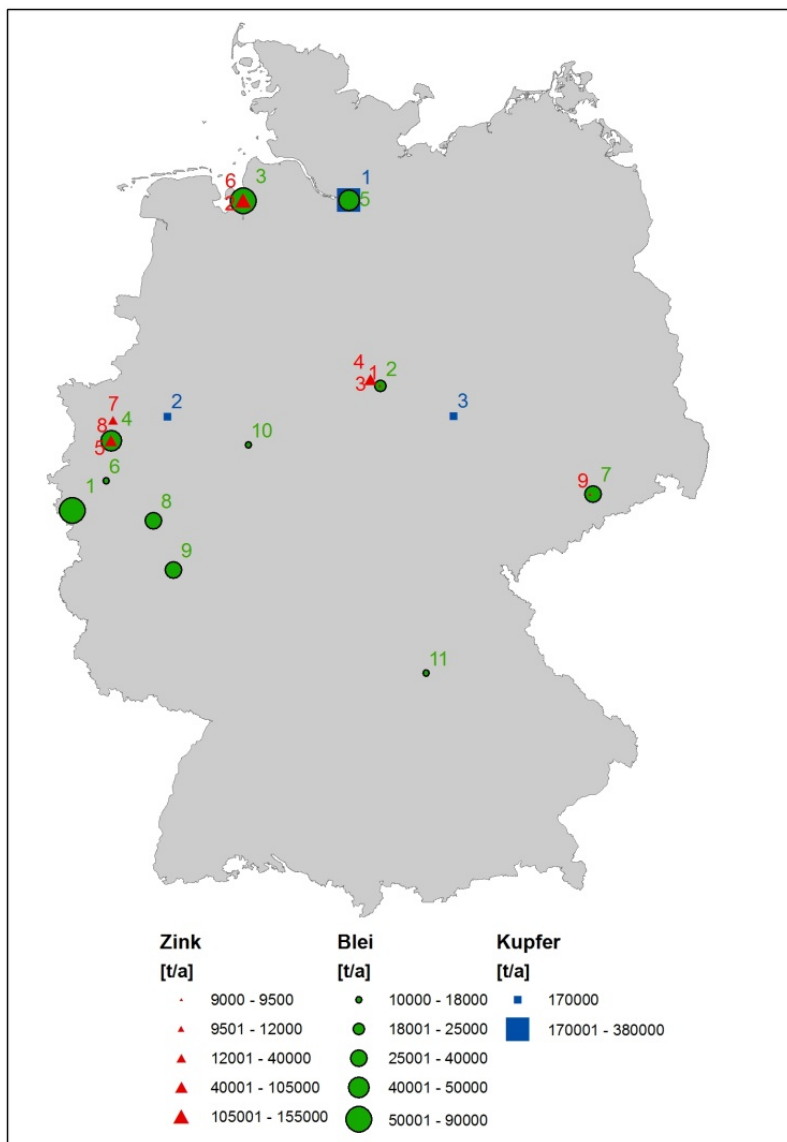 6 3 1
2 5
4 1 2
3
7 2 3
8 4
5 10
6
1 9 7
8
9
11
Zink Blei Kupfer
[t/a] [t/a] [t/a]
9000 - 9500 10000 - 18000 170000
9501 - 12000 18001 - 25000 170001 - 380000
12001 - 40000 25001 - 40000
40001 - 105000 40001 - 50000
105001 - 155000 50001 - 90000